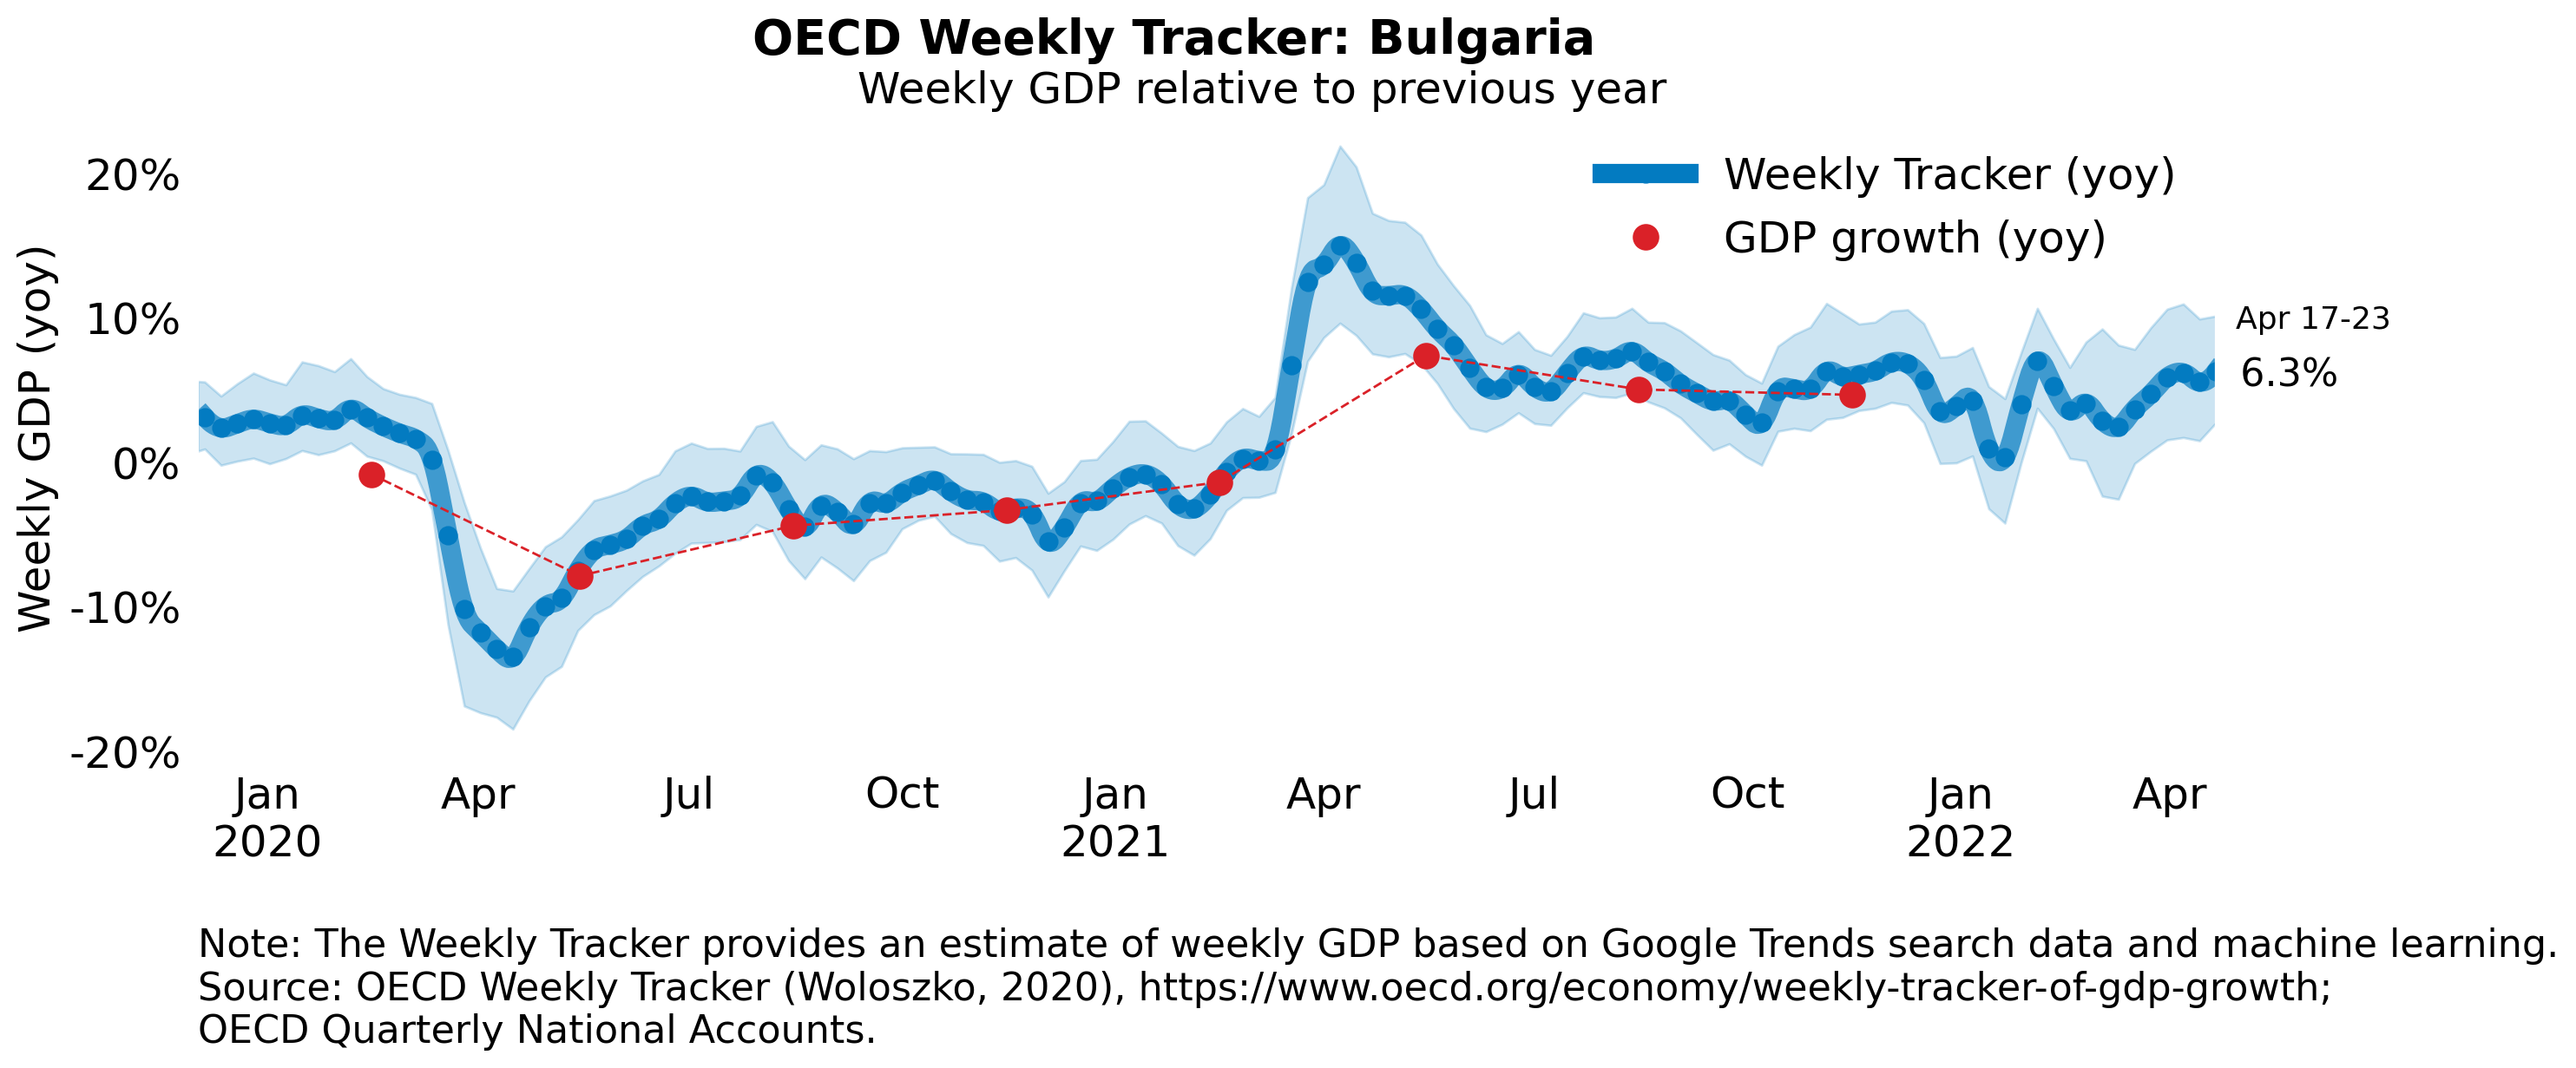 OECD Weekly Tracker: Bulgaria
Weekly GDP relative to previous year
Weekly GDP (yoy)
20%
10%
0%
-10%
-20%
Weekly Tracker (yoy)
GDP growth (yoy)
Apr 17-23
6.3%
Jan Apr Jul Oct Jan Apr Jul Oct Jan Apr
2020 2021 2022
Note: The Weekly Tracker provides an estimate of weekly GDP based on Google Trends search data and machine learning.
Source: OECD Weekly Tracker (Woloszko, 2020), https://www.oecd.org/economy/weekly-tracker-of-gdp-growth;
OECD Quarterly National Accounts.